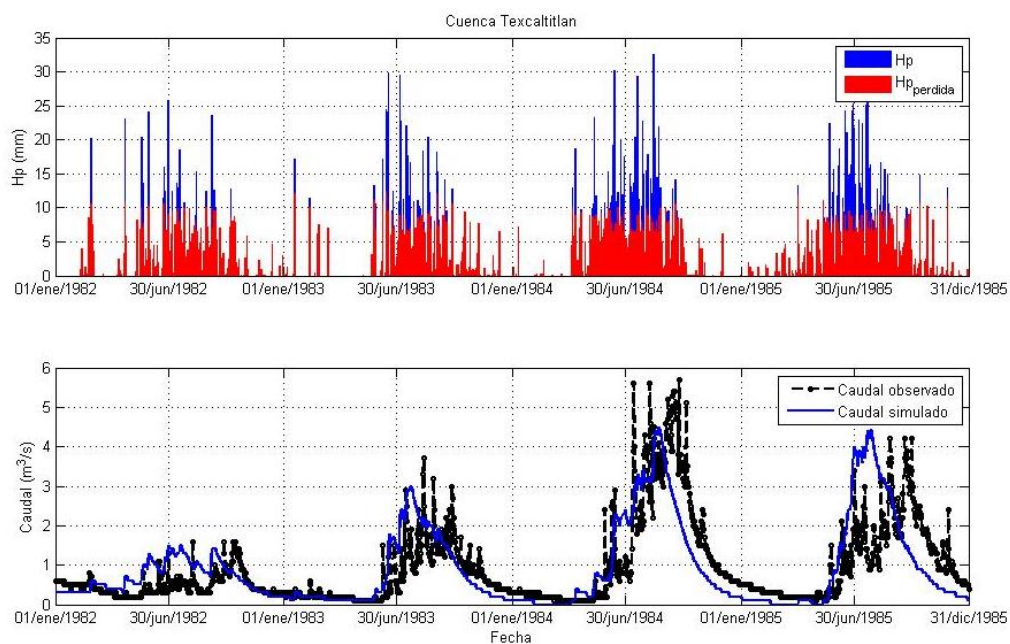 Cuenca Texcaltitlan
35
30
25
20
15
10
5
0
Hp (mm)
Hp
Hp perdida
01/ene/1982 30/jun/1982 01/ene/1983 30/jun/1983 01/ene/1984 30/jun/1984 01/ene/1985 30/jun/1985 31/dic/1985
6
5
4
3
2
1
0
Caudal (m³/s)
Caudal observado
Caudal simulado
01/ene/1982 30/jun/1982 01/ene/1983 30/jun/1983 01/ene/1984 30/jun/1984 01/ene/1985 30/jun/1985 31/dic/1985
Fecha